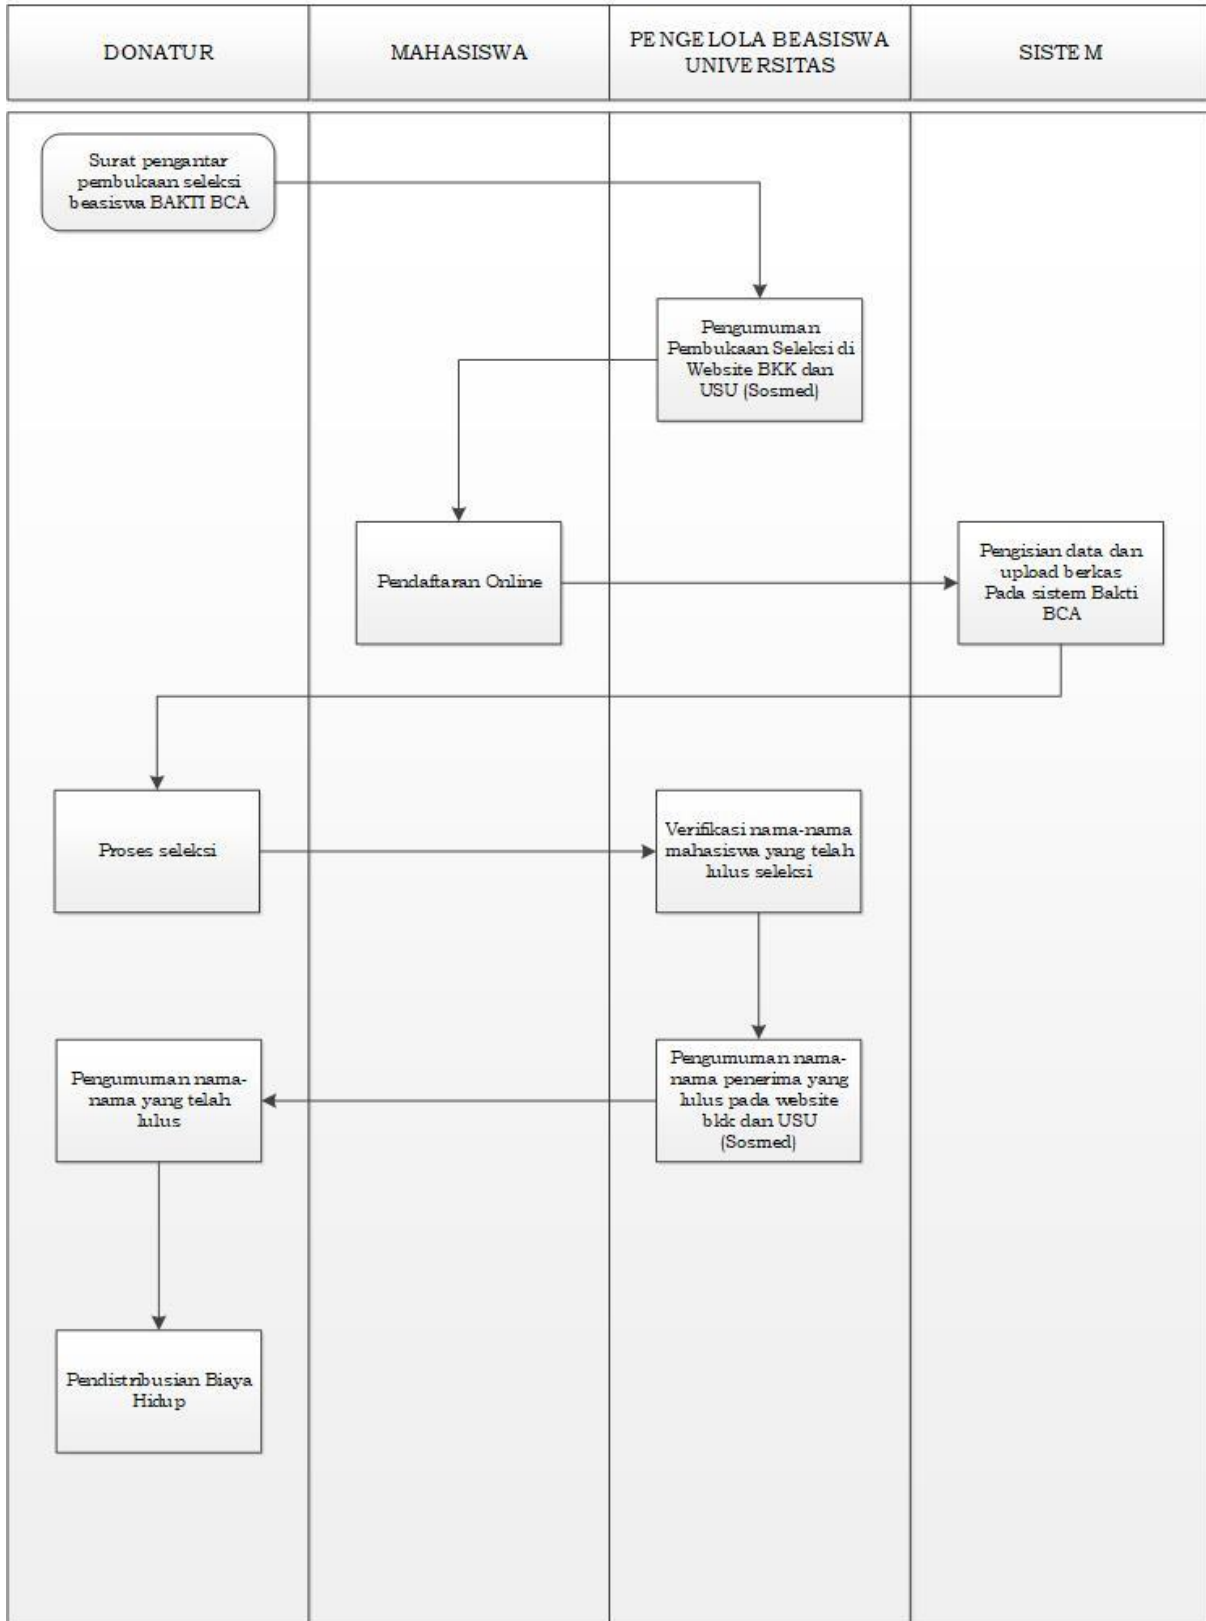 DONATUR
MAHASISWA
PENGELOLA BEASISWA
UNIVERSITAS
SISTEM
Surat pengantar
pembukaan seleksi
beasiswa BAKTI BCA
Pengumuman
Pembukaan Seleksi di
Website BKK dan
USU (Sosmed)
Pendaftaran Online
Pengisian data dan
upload berkas
Pada sistem Bakti
BCA
Proses seleksi
Verifikasi nama-nama
mahasiswa yang telah
lulus seleksi
Pengumuman nama-
nama penerima yang
lulus pada website
bkk dan USU
(Sosmed)
Pengumuman nama-
nama yang telah
lulus
Pendistribusian Biaya
Hidup